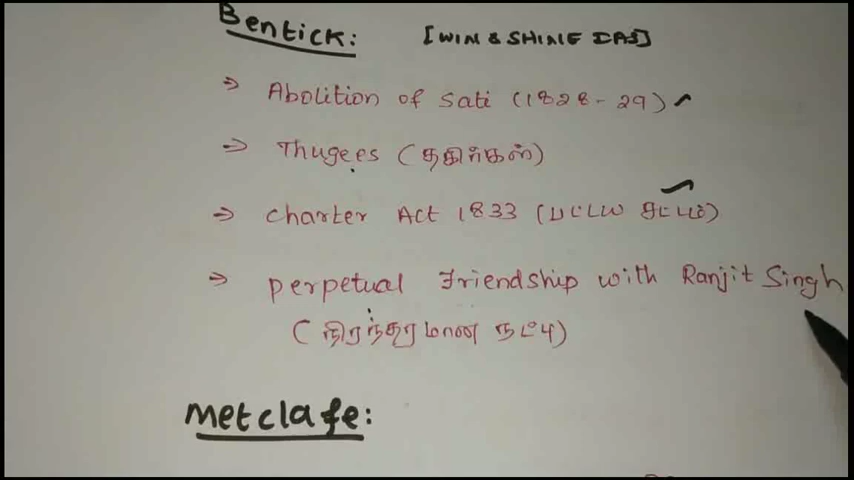 Bentick: [WIN & SHINE IAS]
→ Abolition of Sati (1828-29)
→ Thugees (தகிர்கள்)
→ Charter Act 1833 (பட்டய சட்டம்)
→ perpetual friendship with Ranjit Singh
(நிரந்தரமான நட்பு)
Metclafe: